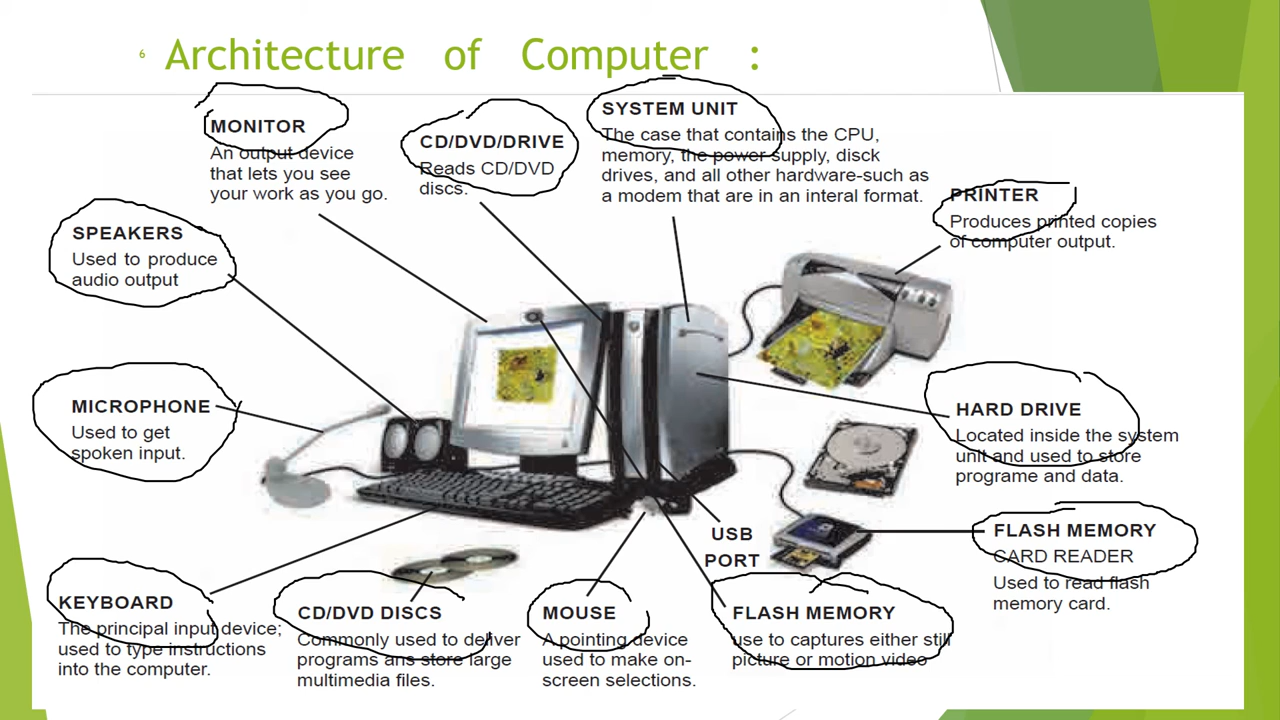 6
Architecture of Computer :
MONITOR
An output device
that lets you see
your work as you go.
CD/DVD/DRIVE
Reads CD/DVD
discs.
SYSTEM UNIT
The case that contains the CPU,
memory, the power supply, disck
drives, and all other hardware-such as
a modem that are in an interal format.
PRINTER
Produces printed copies
of computer output.
SPEAKERS
Used to produce
audio output
MICROPHONE
Used to get
spoken input.
HARD DRIVE
Located inside the system
unit and used to store
programe and data.
USB
PORT
FLASH MEMORY
CARD READER
Used to read flash
memory card.
KEYBOARD
The principal input device;
used to type instructions
into the computer.
CD/DVD DISCS
Commonly used to deliver
programs ans store large
multimedia files.
MOUSE
A pointing device
used to make on-
screen selections.
FLASH MEMORY
use to captures either still
picture or motion video